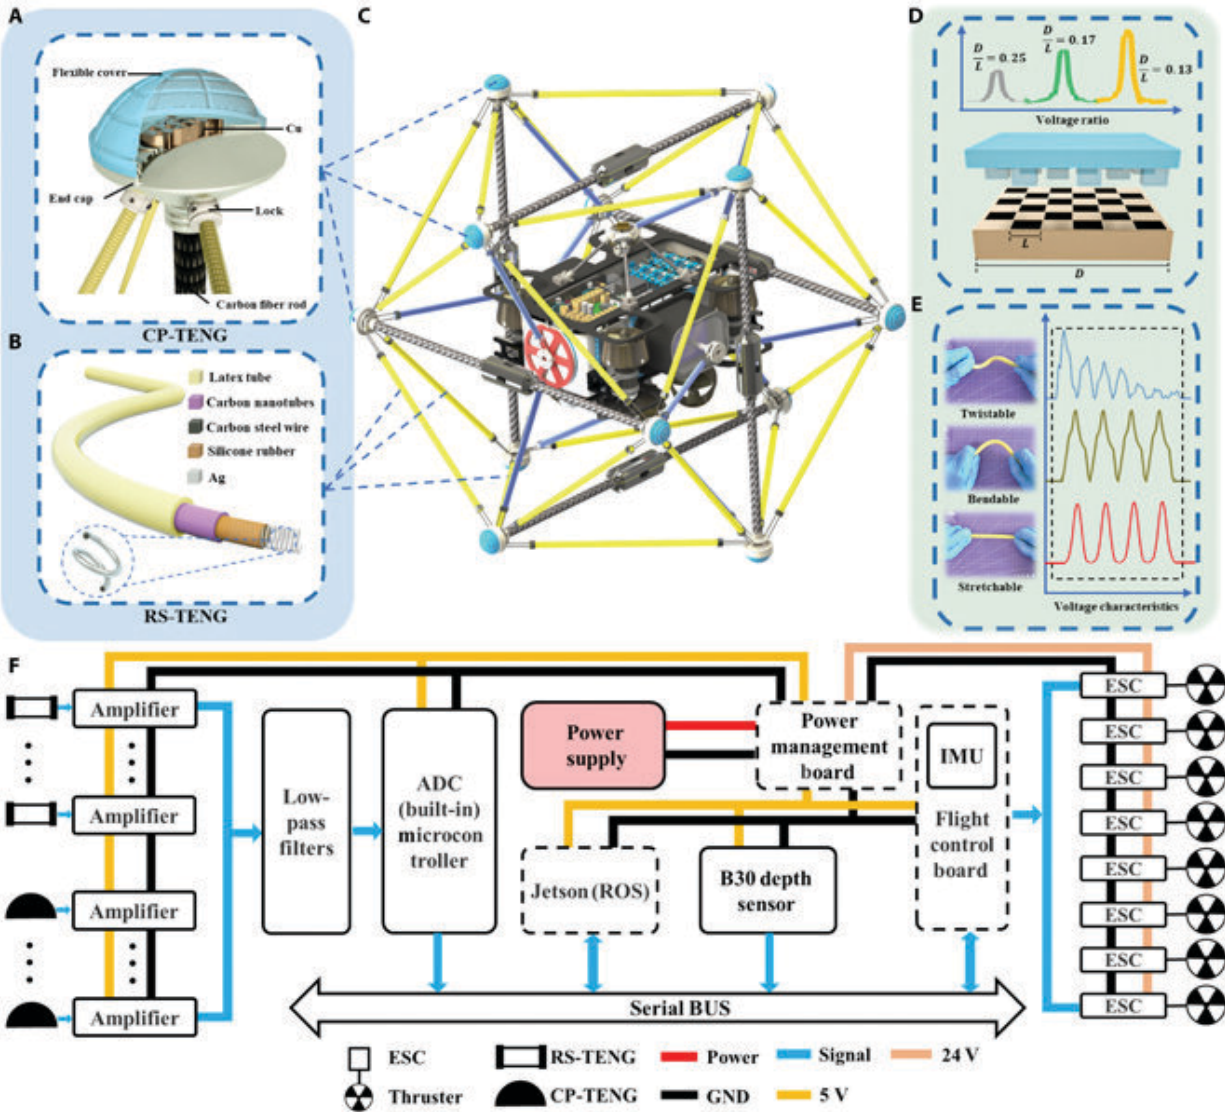 A
Flexible cover
Cu
End cap
Lock
Carbon fiber rod
CP-TENG
B
Latex tube
Carbon nanotubes
Carbon steel wire
Silicone rubber
Ag
RS-TENG
C
D
D/L = 0.25
D/L = 0.17
D/L = 0.13
Voltage ratio
L
D
E
Twistable
Bendable
Stretchable
Voltage characteristics
F
Amplifier
Amplifier
Amplifier
Amplifier
Low-
pass
filters
ADC
(built-in)
microcon
troller
Power
supply
Power
management
board
IMU
Flight
control
board
Jetson (ROS)
B30 depth
sensor
ESC
ESC
ESC
ESC
ESC
ESC
ESC
ESC
Serial BUS
ESC
RS-TENG
Power
Signal
24 V
Thruster
CP-TENG
GND
5 V